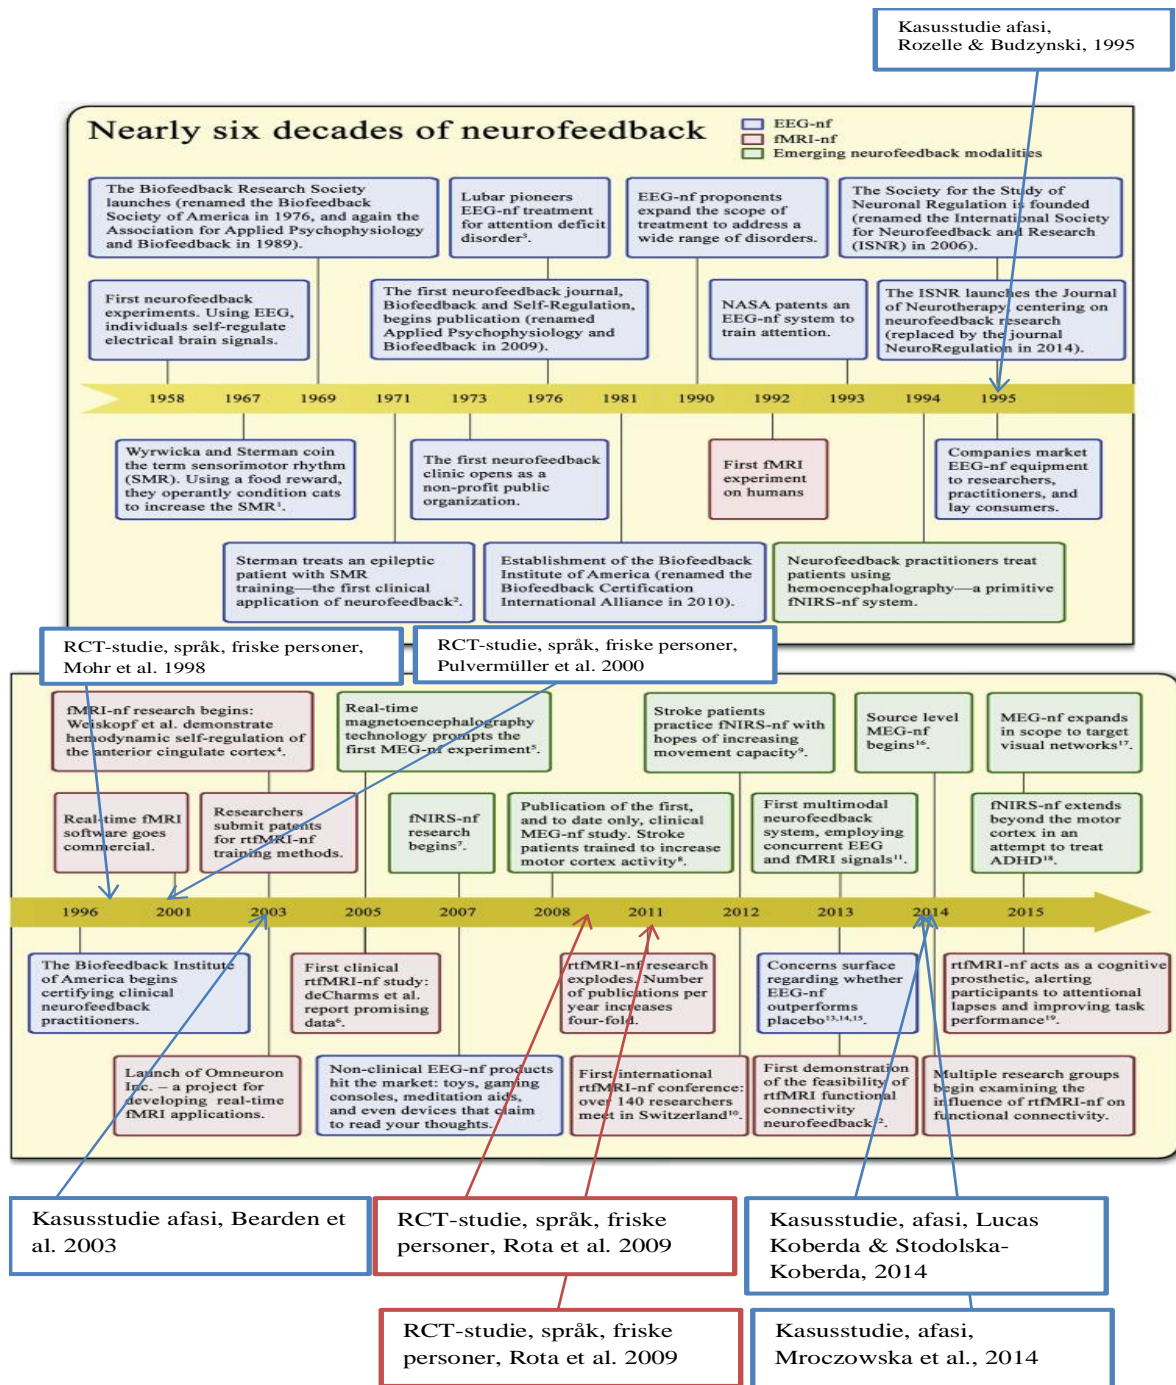 Kasusstudie afasi,
Rozelle & Budzynski, 1995
Nearly six decades of neurofeedback
EEG-nf
fMRI-nf
Emerging neurofeedback modalities
The Biofeedback Research Society
launches (renamed the Biofeedback
Society of America in 1976, and again the
Association for Applied Psychophysiology
and Biofeedback in 1989).
Lubar pioneers
EEG-nf treatment
for attention deficit
disorder³.
EEG-nf proponents
expand the scope of
treatment to address a
wide range of disorders.
The Society for the Study of
Neuronal Regulation is founded
(renamed the International Society
for Neurofeedback and Research
(ISNR) in 2006).
First neurofeedback
experiments. Using EEG,
individuals self-regulate
electrical brain signals.
The first neurofeedback journal,
Biofeedback and Self-Regulation,
begins publication (renamed
Applied Psychophysiology and
Biofeedback in 2009).
NASA patents an
EEG-nf system to
train attention.
The ISNR launches the Journal
of Neurotherapy, centering on
neurofeedback research
(replaced by the journal
NeuroRegulation in 2014).
1958 1967 1969 1971 1973 1976 1981 1990 1992 1993 1994 1995
Wyrwicka and Sterman coin
the term sensorimotor rhythm
(SMR). Using a food reward,
they operantly condition cats
to increase the SMR¹.
The first neurofeedback
clinic opens as a
non-profit public
organization.
First fMRI
experiment
on humans
Companies market
EEG-nf equipment
to researchers,
practitioners, and
lay consumers.
Sterman treats an epileptic
patient with SMR
training—the first clinical
application of neurofeedback².
Establishment of the Biofeedback
Institute of America (renamed the
Biofeedback Certification
International Alliance in 2010).
Neurofeedback practitioners treat
patients using
hemoencephalography—a primitive
fNIRS-nf system.
RCT-studie, språk, friske personer,
Mohr et al. 1998
RCT-studie, språk, friske personer,
Pulvermüller et al. 2000
fMRI-nf research begins:
Weiskopf et al. demonstrate
hemodynamic self-regulation of
the anterior cingulate cortex⁴.
Real-time
magnetoencephalography
technology prompts the
first MEG-nf experiment⁵.
Stroke patients
practice fNIRS-nf with
hopes of increasing
movement capacity⁹.
Source level
MEG-nf
begins¹⁶.
MEG-nf expands
in scope to target
visual networks¹⁷.
Real-time fMRI
software goes
commercial.
Researchers
submit patents
for rtfMRI-nf
training methods.
fNIRS-nf
research
begins⁷.
Publication of the first,
and to date only, clinical
MEG-nf study. Stroke
patients trained to increase
motor cortex activity⁸.
First multimodal
neurofeedback
system, employing
concurrent EEG
and fMRI signals¹¹.
fNIRS-nf extends
beyond the motor
cortex in an
attempt to treat
ADHD¹⁸.
1996 2001 2003 2005 2007 2008 2011 2012 2013 2014 2015
The Biofeedback Institute
of America begins
certifying clinical
neurofeedback
practitioners.
First clinical
rtfMRI-nf study:
deCharms et al.
report promising
data⁶.
rtfMRI-nf research
explodes. Number
of publications per
year increases
four-fold.
Concerns surface
regarding whether
EEG-nf
outperforms
placebo¹³,¹⁴,¹⁵.
rtfMRI-nf acts as a cognitive
prosthetic, alerting
participants to attentional
lapses and improving task
performance¹⁹.
Launch of Omneuron
Inc. – a project for
developing real-time
fMRI applications.
Non-clinical EEG-nf products
hit the market: toys, gaming
consoles, meditation aids,
and even devices that claim
to read your thoughts.
First international
rtfMRI-nf conference:
over 140 researchers
meet in Switzerland¹⁰.
First demonstration
of the feasibility of
rtfMRI functional
connectivity
neurofeedback¹².
Multiple research groups
begin examining the
influence of rtfMRI-nf on
functional connectivity.
Kasusstudie afasi, Bearden et
al. 2003
RCT-studie, språk, friske
personer, Rota et al. 2009
Kasusstudie, afasi, Lucas
Koberda & Stodolska-
Koberda, 2014
RCT-studie, språk, friske
personer, Rota et al. 2009
Kasusstudie, afasi,
Mroczowska et al., 2014